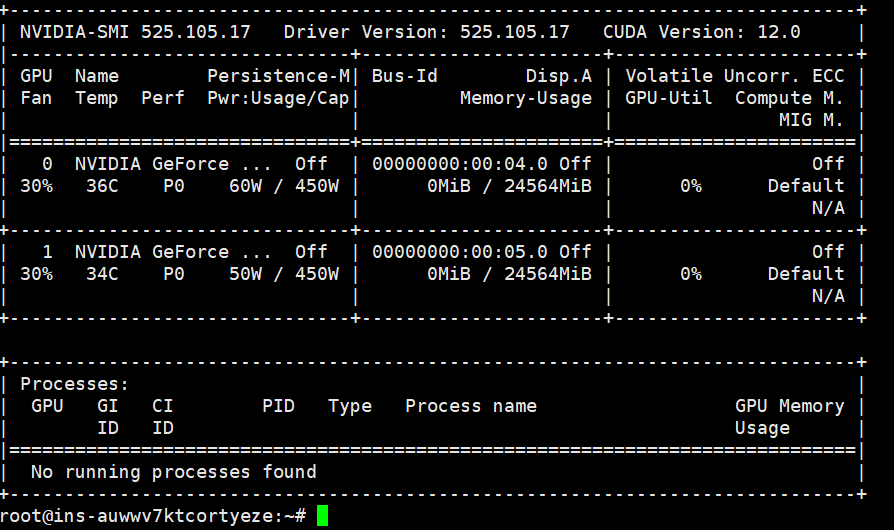 +-----------------------------------------------------------------------------+
| NVIDIA-SMI 525.105.17   Driver Version: 525.105.17   CUDA Version: 12.0     |
|-------------------------------+----------------------+----------------------+
| GPU  Name        Persistence-M| Bus-Id        Disp.A | Volatile Uncorr. ECC |
| Fan  Temp  Perf  Pwr:Usage/Cap|         Memory-Usage | GPU-Util  Compute M. |
|                               |                      |               MIG M. |
|===============================+======================+======================|
|   0  NVIDIA GeForce ...  Off  | 00000000:00:04.0 Off |                  Off |
| 30%   36C    P0    60W / 450W |      0MiB / 24564MiB |      0%      Default |
|                               |                      |                  N/A |
+-------------------------------+----------------------+----------------------+
|   1  NVIDIA GeForce ...  Off  | 00000000:00:05.0 Off |                  Off |
| 30%   34C    P0    50W / 450W |      0MiB / 24564MiB |      0%      Default |
|                               |                      |                  N/A |
+-------------------------------+----------------------+----------------------+

+-----------------------------------------------------------------------------+
| Processes:                                                                  |
|  GPU   GI   CI        PID   Type   Process name                  GPU Memory |
|        ID   ID                                                   Usage      |
|=============================================================================|
|  No running processes found                                                 |
+-----------------------------------------------------------------------------+
root@ins-auwwv7ktcortyeze:~#